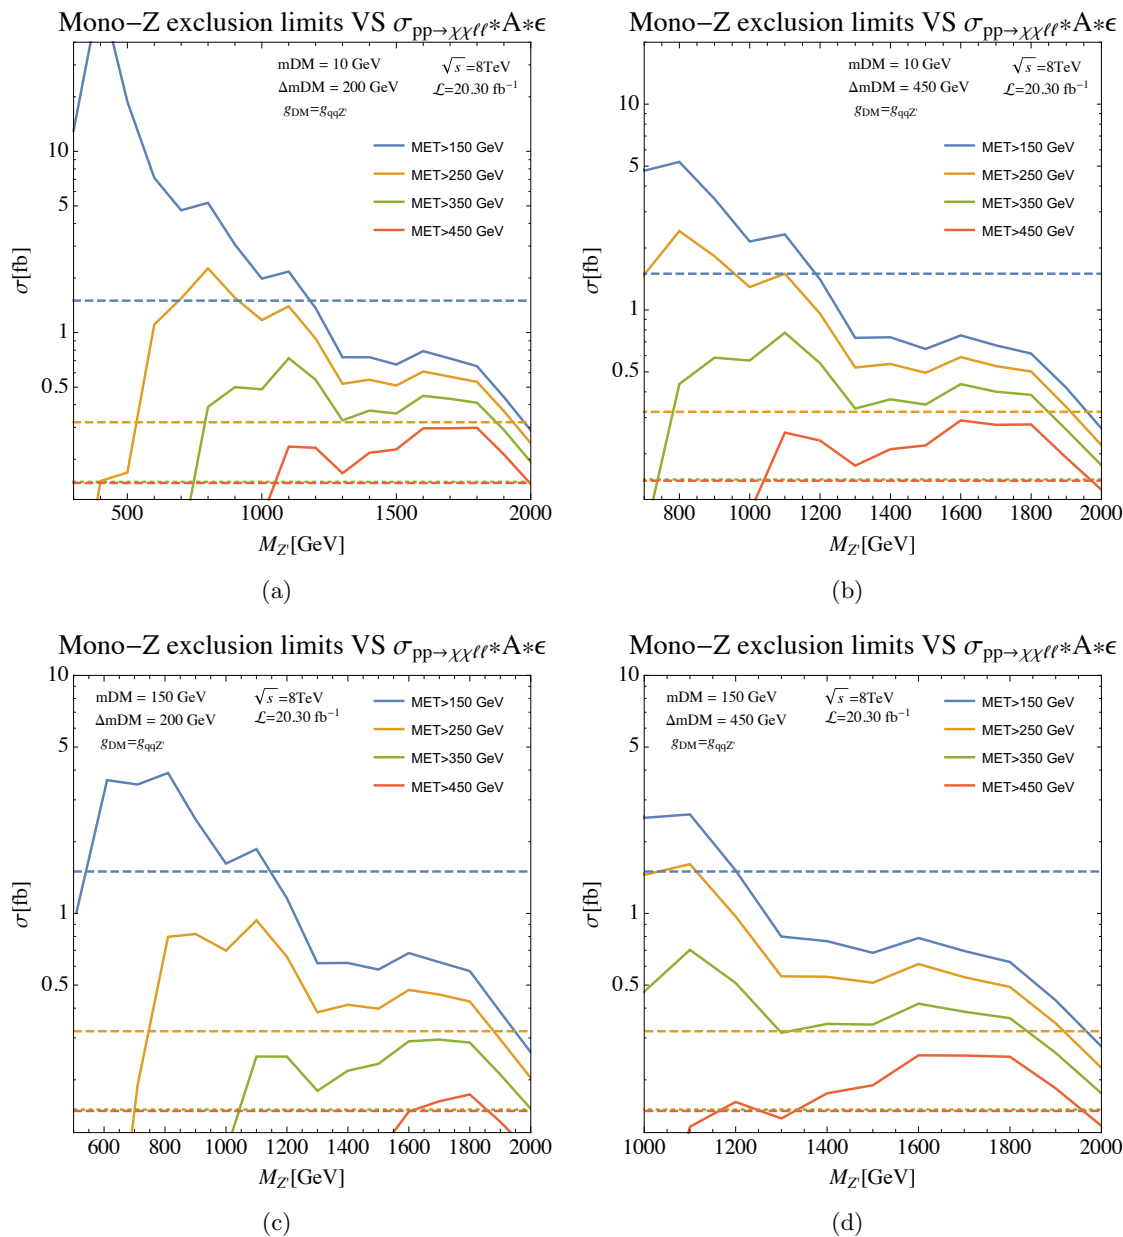 Mono−Z exclusion limits VS σpp→χχℓℓ*A*ϵ
mDM = 10 GeV
ΔmDM = 200 GeV
gDM=gqqZ'
√s =8TeV
ℒ=20.30 fb−1
MET>150 GeV
MET>250 GeV
MET>350 GeV
MET>450 GeV
10
5
1
0.5
σ[fb]
500 1000 1500 2000
MZ'[GeV]
(a)
Mono−Z exclusion limits VS σpp→χχℓℓ*A*ϵ
mDM = 10 GeV
ΔmDM = 450 GeV
gDM=gqqZ'
√s =8TeV
ℒ=20.30 fb−1
MET>150 GeV
MET>250 GeV
MET>350 GeV
MET>450 GeV
10
5
1
0.5
σ[fb]
800 1000 1200 1400 1600 1800 2000
MZ'[GeV]
(b)
Mono−Z exclusion limits VS σpp→χχℓℓ*A*ϵ
mDM = 150 GeV
ΔmDM = 200 GeV
gDM=gqqZ'
√s =8TeV
ℒ=20.30 fb−1
MET>150 GeV
MET>250 GeV
MET>350 GeV
MET>450 GeV
10
5
1
0.5
σ[fb]
600 800 1000 1200 1400 1600 1800 2000
MZ'[GeV]
(c)
Mono−Z exclusion limits VS σpp→χχℓℓ*A*ϵ
mDM = 150 GeV
ΔmDM = 450 GeV
gDM=gqqZ'
√s =8TeV
ℒ=20.30 fb−1
MET>150 GeV
MET>250 GeV
MET>350 GeV
MET>450 GeV
10
5
1
0.5
σ[fb]
1000 1200 1400 1600 1800 2000
MZ'[GeV]
(d)